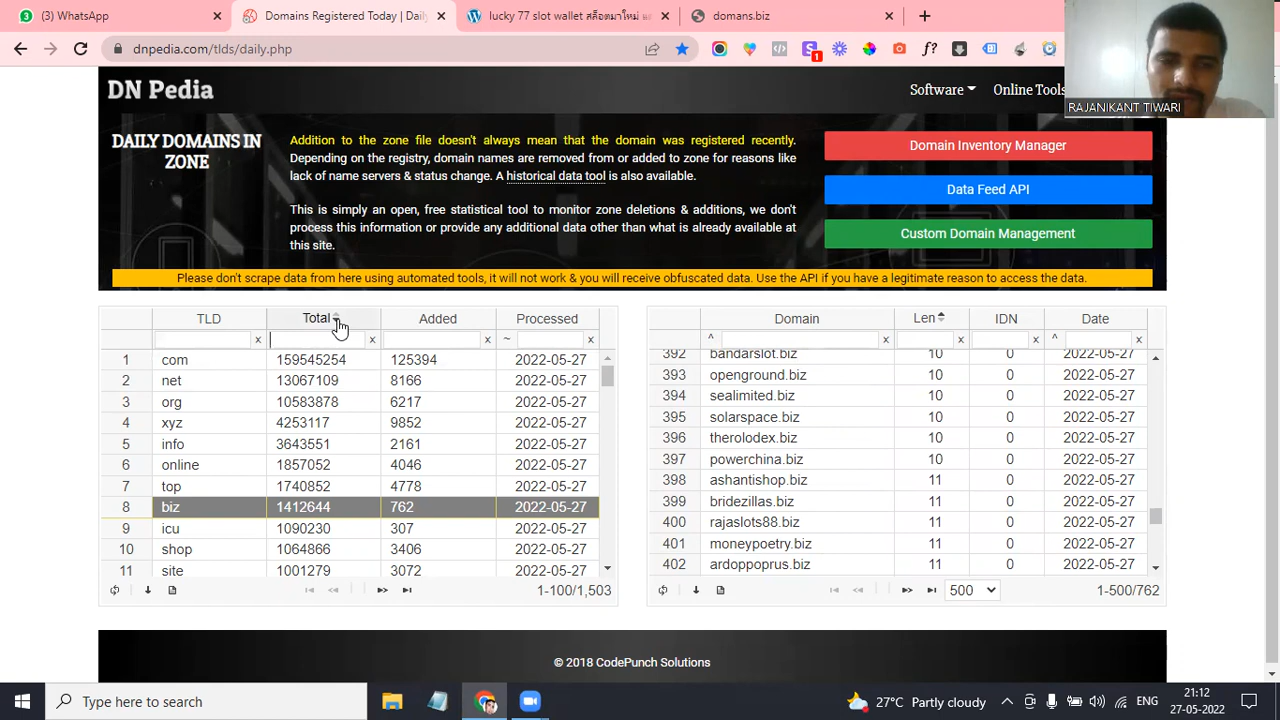 (3) WhatsApp
Domains Registered Today | Dail
lucky 77 slot wallet สล็อตมาใหม่
domans.biz
dnpedia.com/tlds/daily.php
1
f?
RAJANIKANT TIWARI
DN Pedia
Software
Online Tools
DAILY DOMAINS IN
ZONE
Addition to the zone file doesn't always mean that the domain was registered recently.
Depending on the registry, domain names are removed from or added to zone for reasons like
lack of name servers & status change. A historical data tool is also available.
This is simply an open, free statistical tool to monitor zone deletions & additions, we don't
process this information or provide any additional data other than what is already available at
this site.
Domain Inventory Manager
Data Feed API
Custom Domain Management
Please don't scrape data from here using automated tools, it will not work & you will receive obfuscated data. Use the API if you have a legitimate reason to access the data.
TLD Total Added Processed
x x x ~ x
1 com 159545254 125394 2022-05-27
2 net 13067109 8166 2022-05-27
3 org 10583878 6217 2022-05-27
4 xyz 4253117 9852 2022-05-27
5 info 3643551 2161 2022-05-27
6 online 1857052 4046 2022-05-27
7 top 1740852 4778 2022-05-27
8 biz 1412644 762 2022-05-27
9 icu 1090230 307 2022-05-27
10 shop 1064866 3406 2022-05-27
11 site 1001279 3072 2022-05-27
1-100/1,503
Domain Len IDN Date
^ x x x ^ x
392 bandarslot.biz 10 0 2022-05-27
393 openground.biz 10 0 2022-05-27
394 sealimited.biz 10 0 2022-05-27
395 solarspace.biz 10 0 2022-05-27
396 therolodex.biz 10 0 2022-05-27
397 powerchina.biz 10 0 2022-05-27
398 ashantishop.biz 11 0 2022-05-27
399 bridezillas.biz 11 0 2022-05-27
400 rajaslots88.biz 11 0 2022-05-27
401 moneypoetry.biz 11 0 2022-05-27
402 ardoppoprus.biz 11 0 2022-05-27
500
1-500/762
© 2018 CodePunch Solutions
Type here to search
27°C Partly cloudy
ENG
21:12
27-05-2022